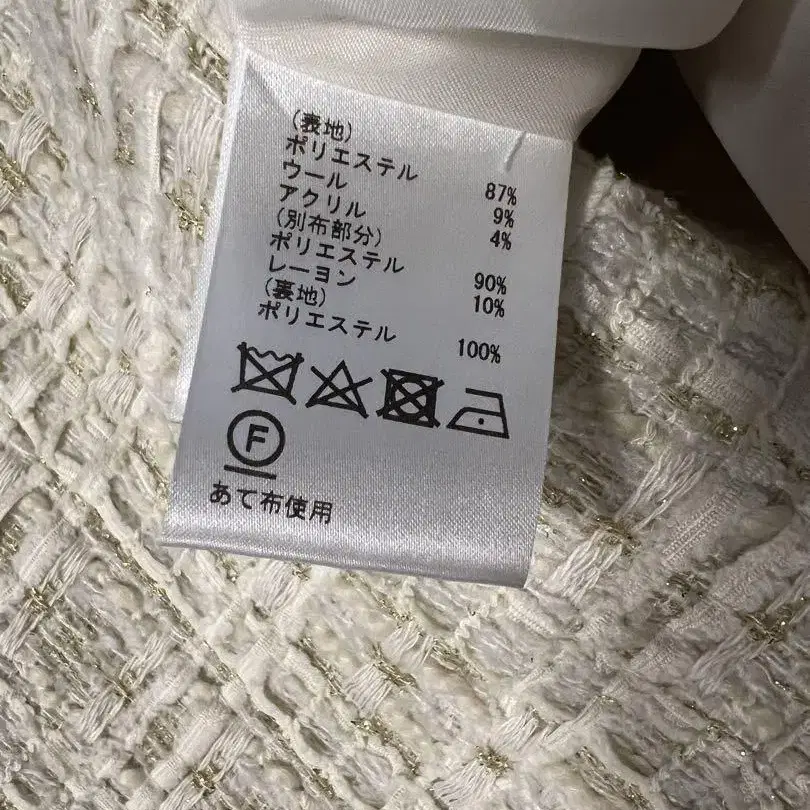 (表地)
ポリエステル 87%
ウール 9%
アクリル 4%
(別布部分)
ポリエステル 90%
レーヨン 10%
(裏地)
ポリエステル 100%
F
あて布使用